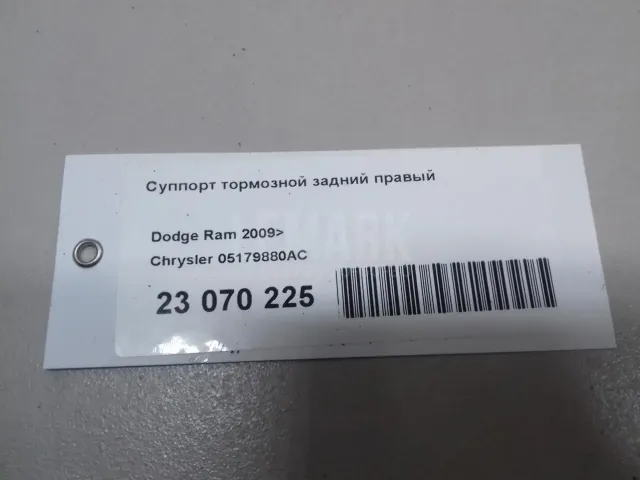 Суппорт тормозной задний правый
Dodge Ram 2009>
Chrysler 05179880AC
23 070 225